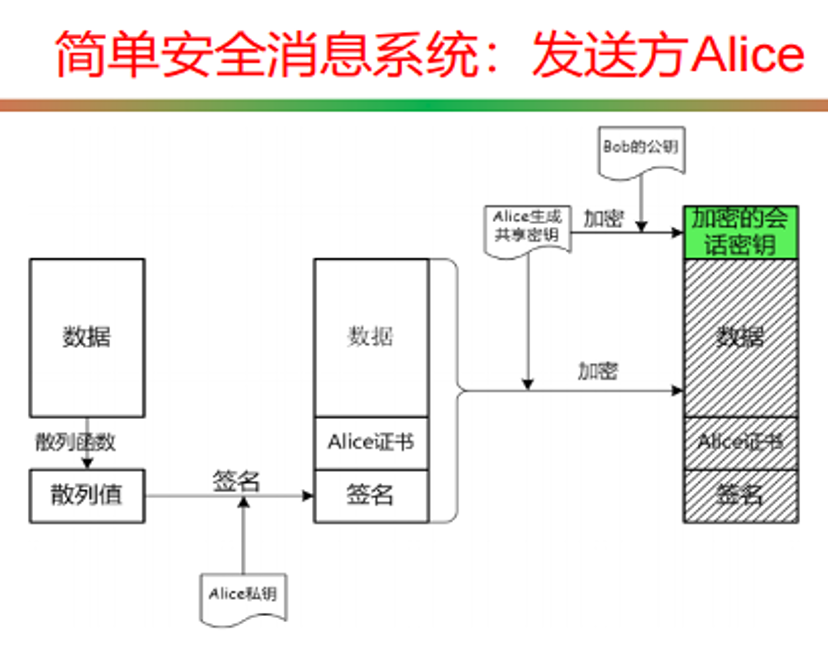 简单安全消息系统：发送方Alice
Bob的公钥
Alice生成
共享密钥
加密
加密的会
话密钥
数据
数据
数据
加密
散列函数
Alice证书
Alice证书
散列值
签名
签名
签名
Alice私钥